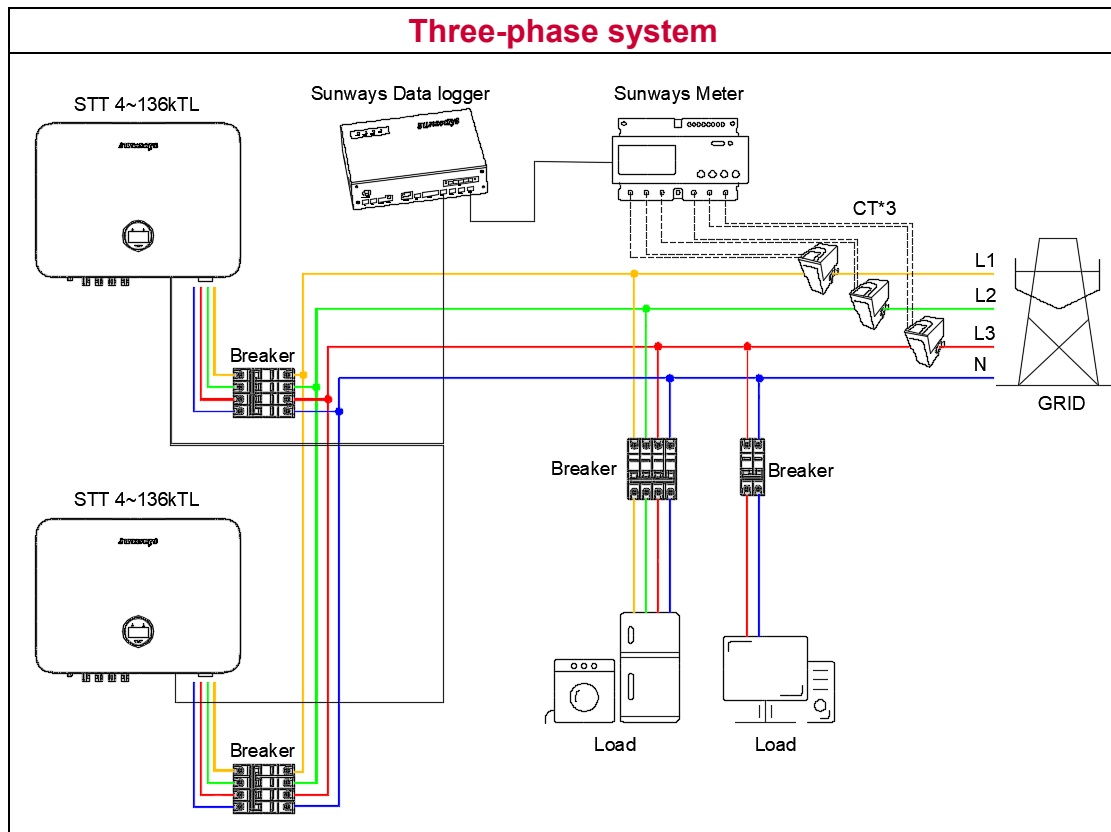 Three-phase system
STT 4~136kTL
Sunways Data logger
Sunways Meter
CT*3
L1
L2
L3
N
GRID
Breaker
Breaker
Breaker
STT 4~136kTL
Load
Load
Breaker